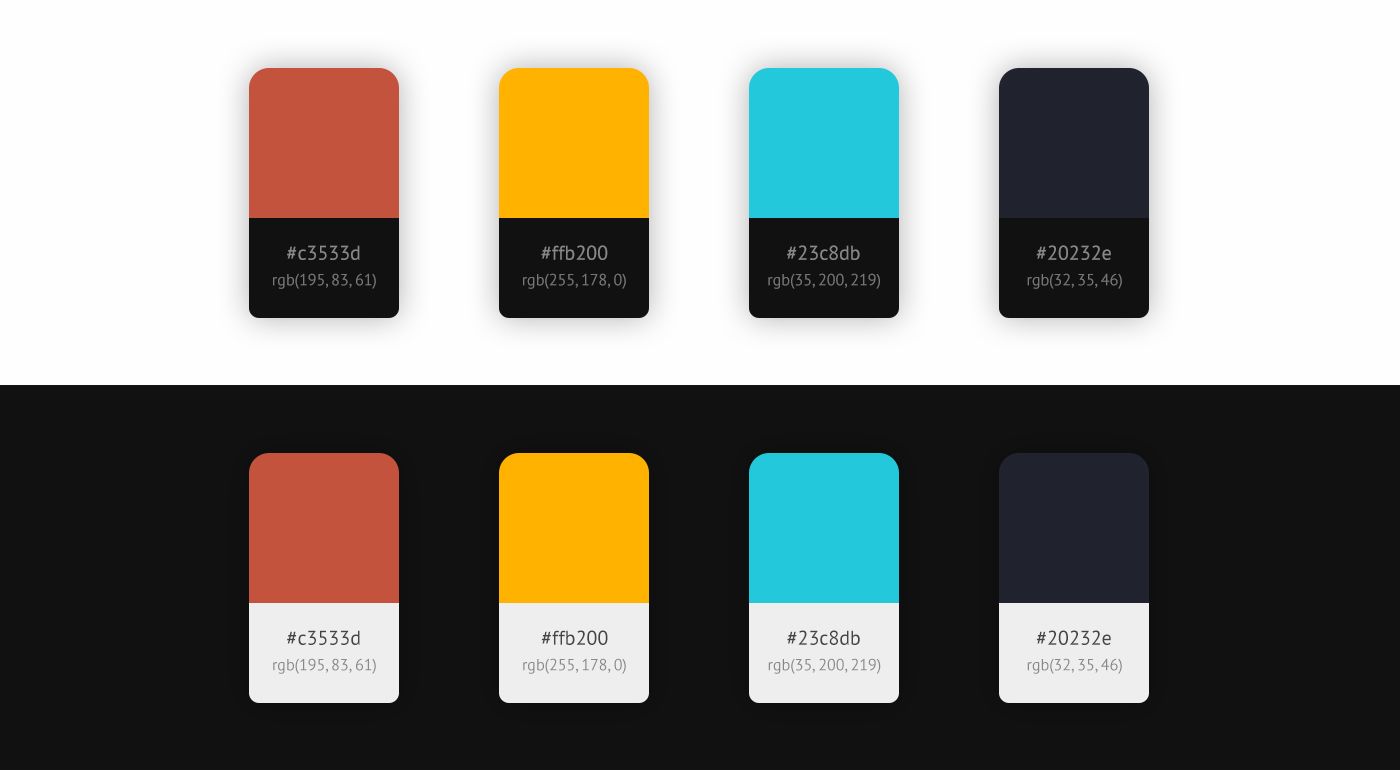 #c3533d
rgb(195, 83, 61)
#ffb200
rgb(255, 178, 0)
#23c8db
rgb(35, 200, 219)
#20232e
rgb(32, 35, 46)
#c3533d
rgb(195, 83, 61)
#ffb200
rgb(255, 178, 0)
#23c8db
rgb(35, 200, 219)
#20232e
rgb(32, 35, 46)